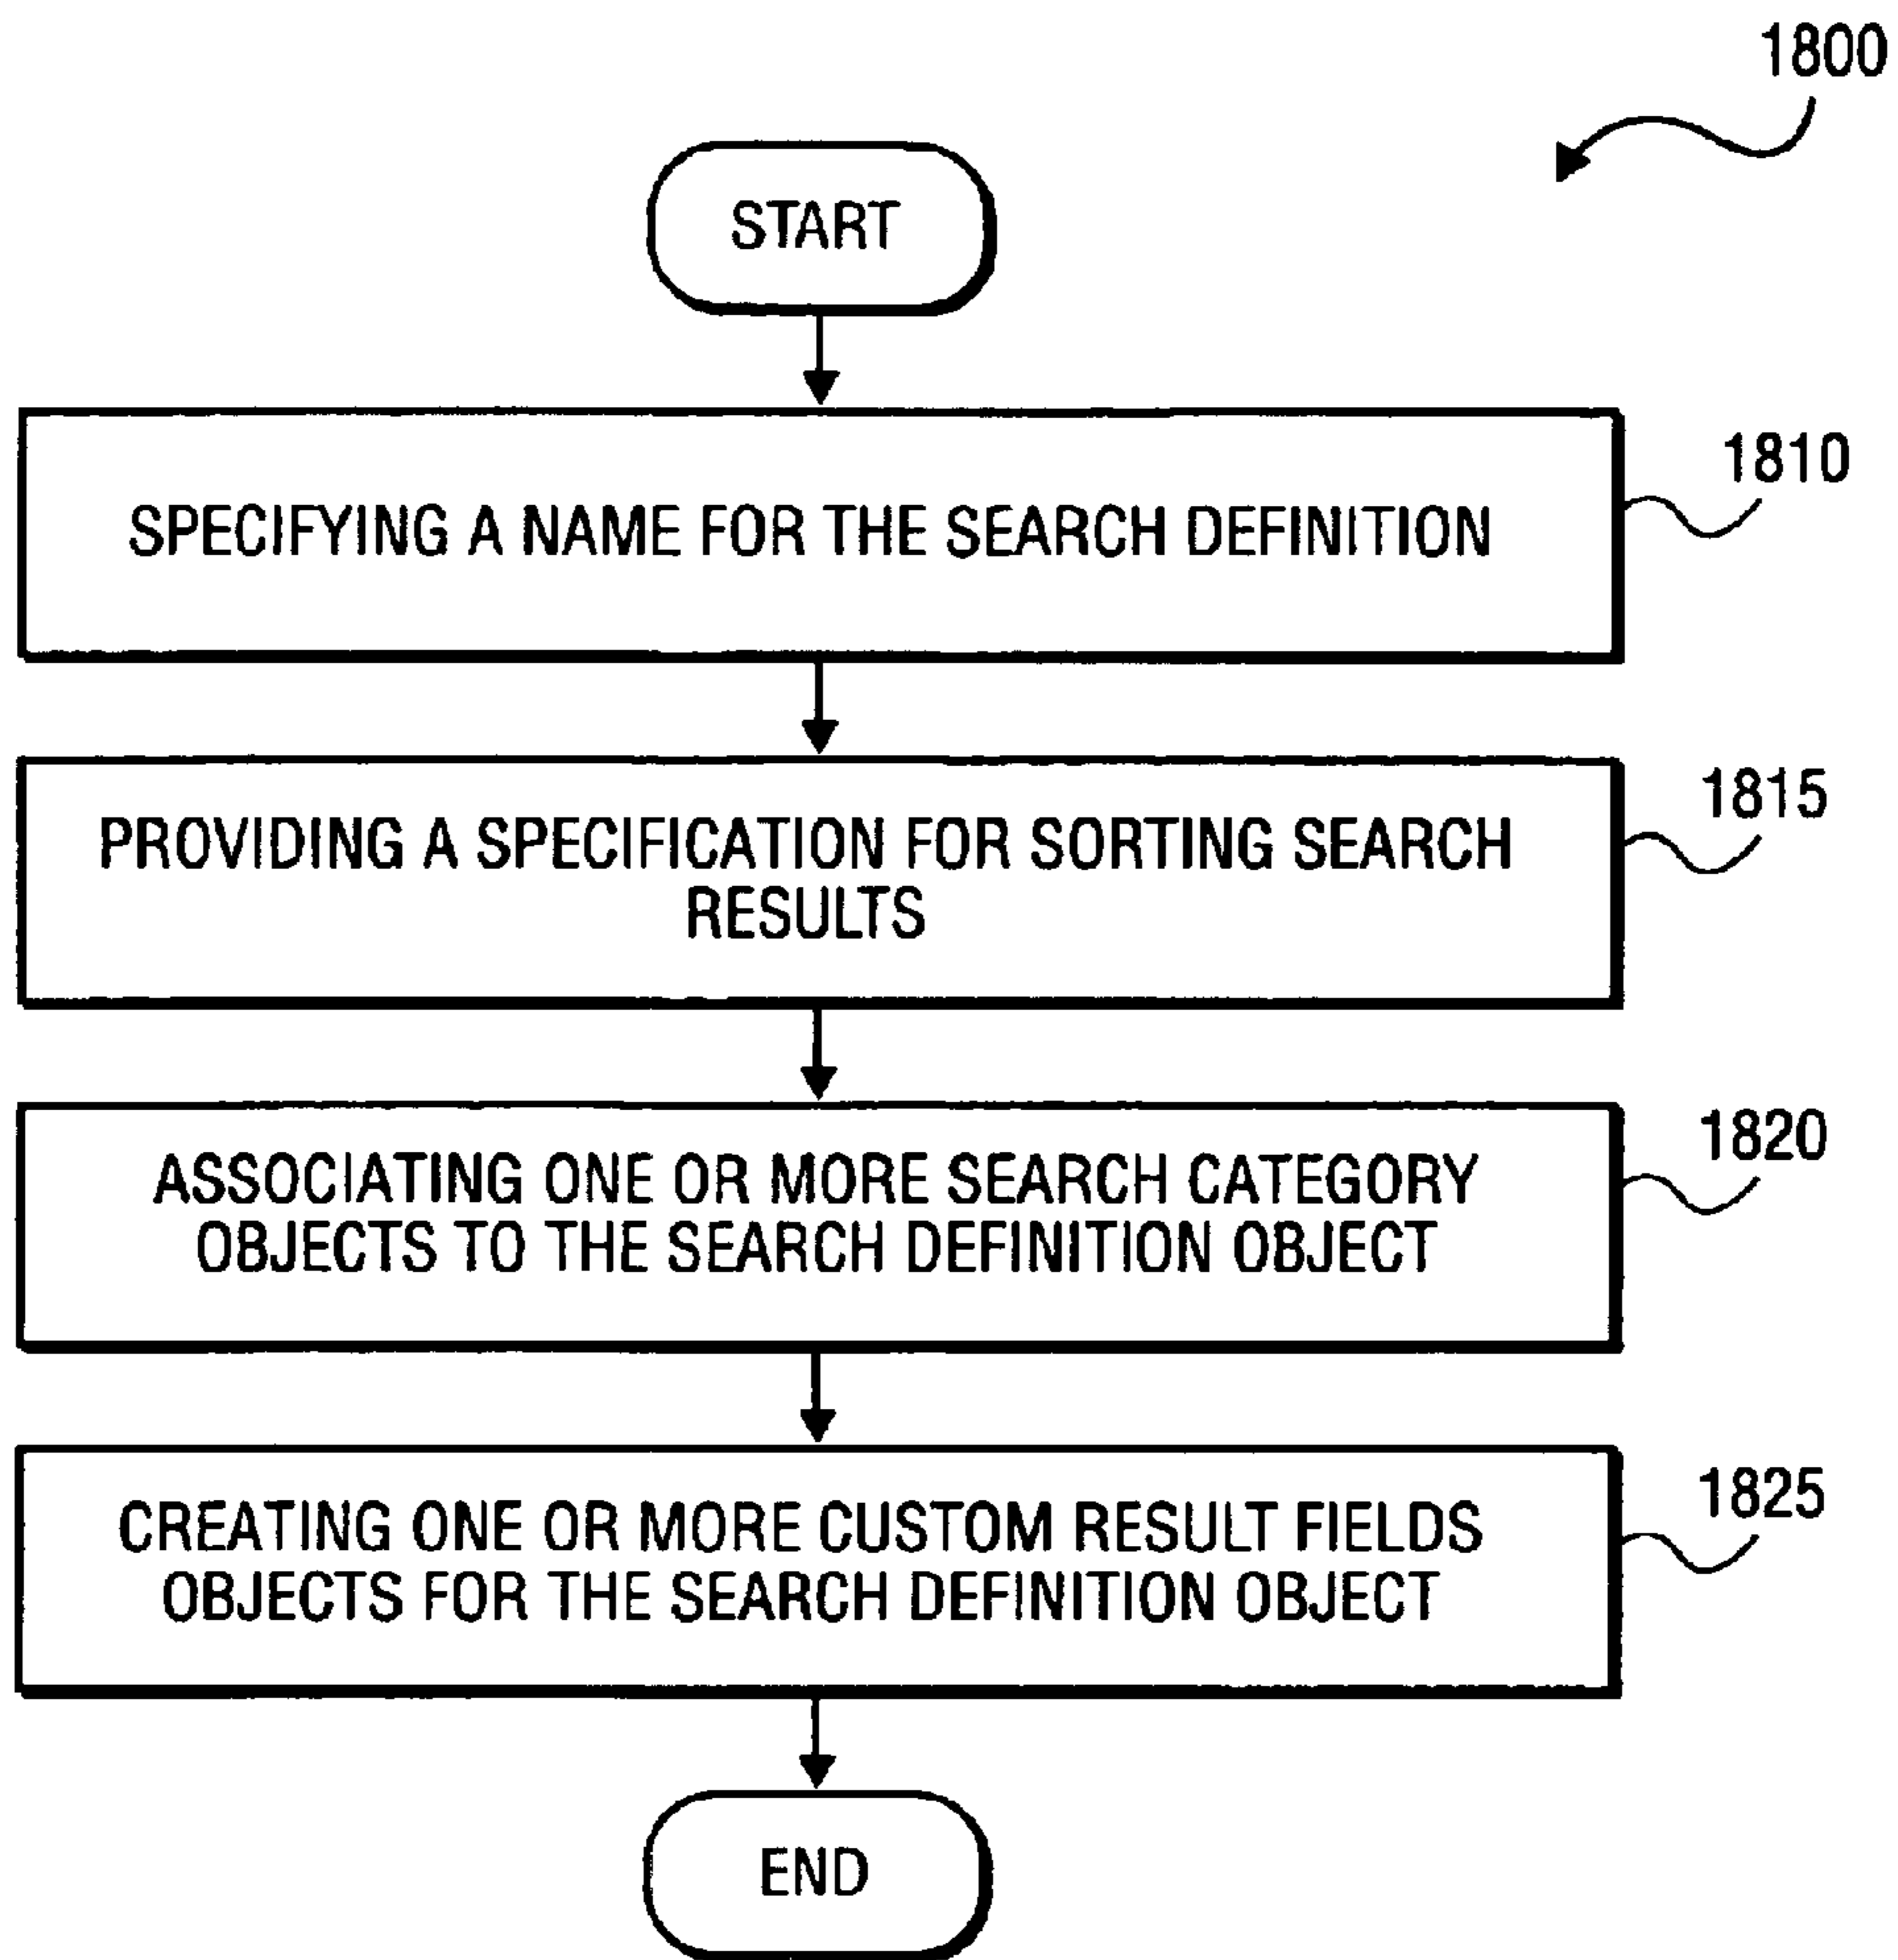 1800
START
SPECIFYING A NAME FOR THE SEARCH DEFINITION
1810
PROVIDING A SPECIFICATION FOR SORTING SEARCH
RESULTS
1815
ASSOCIATING ONE OR MORE SEARCH CATEGORY
OBJECTS TO THE SEARCH DEFINITION OBJECT
1820
CREATING ONE OR MORE CUSTOM RESULT FIELDS
OBJECTS FOR THE SEARCH DEFINITION OBJECT
1825
END